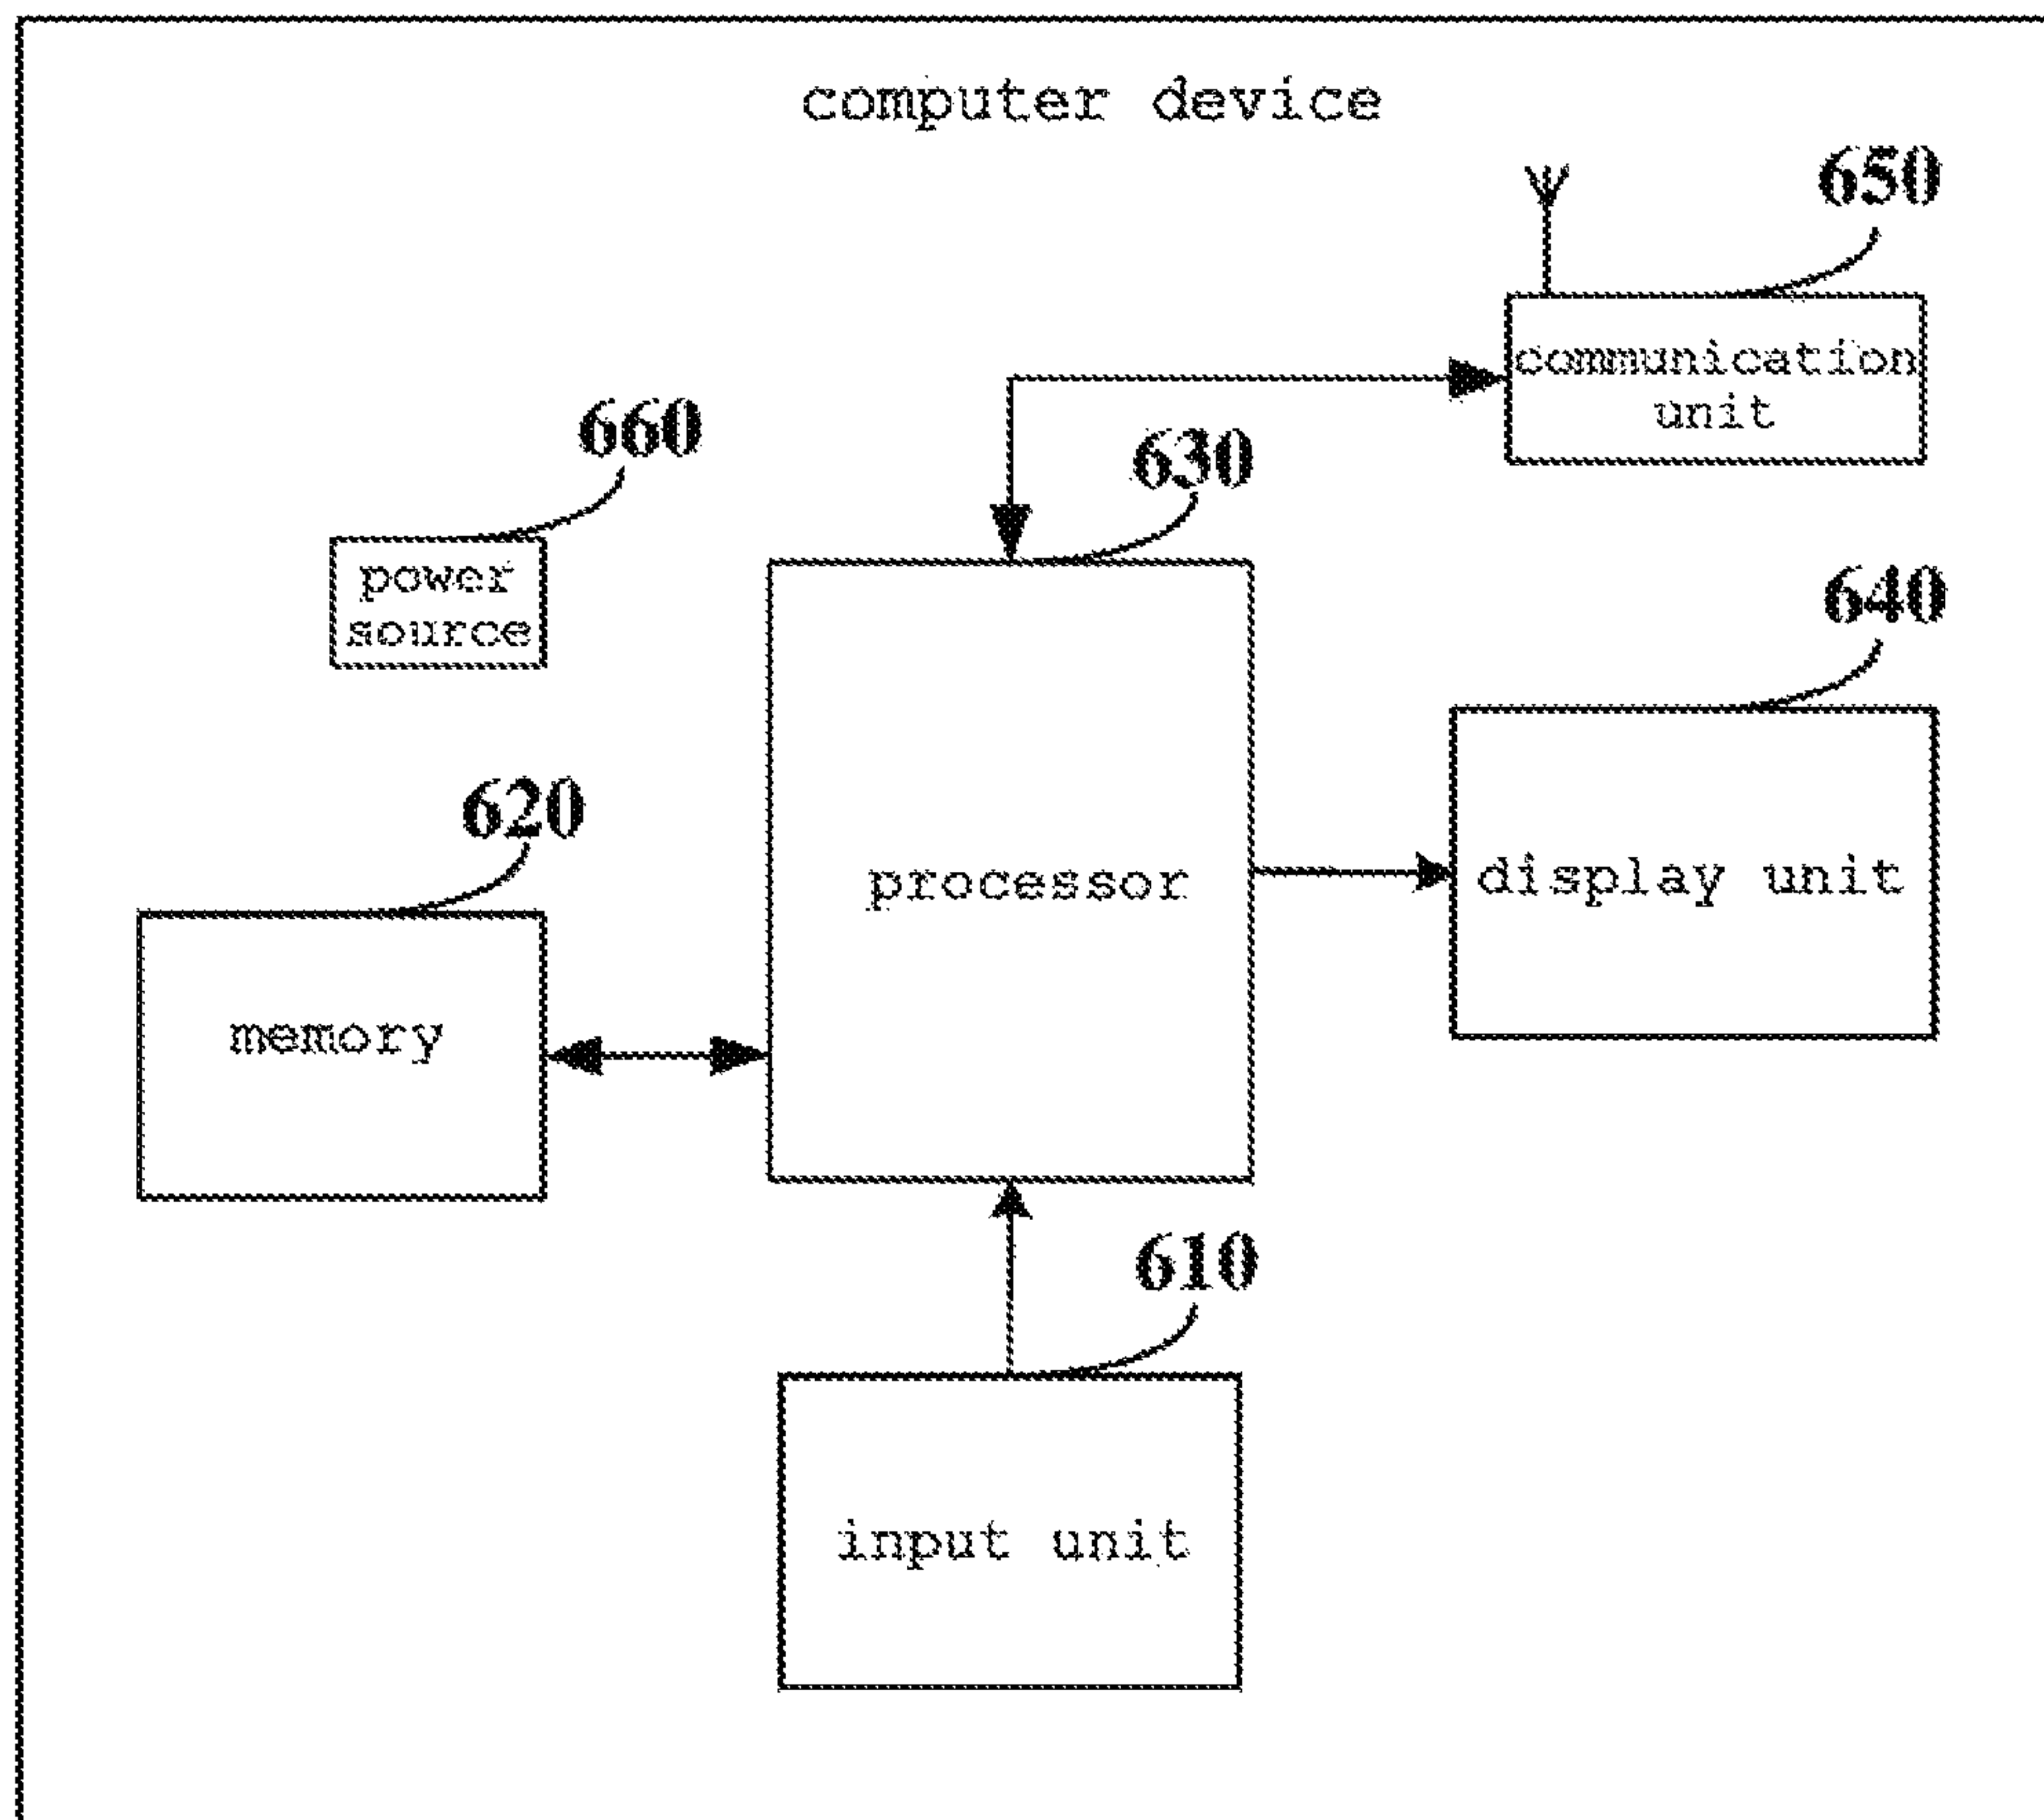 computer device
650
communication
unit
660
630
power
source
640
620
processor
display unit
memory
610
input unit